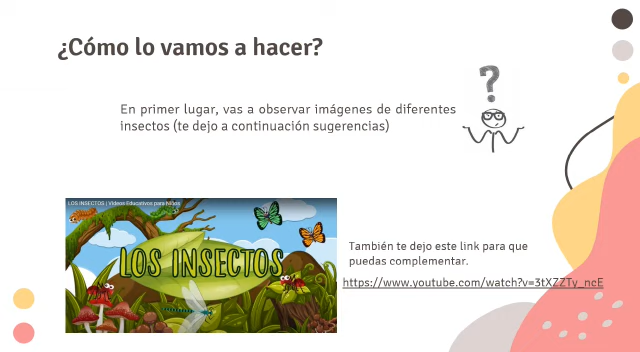 ¿Cómo lo vamos a hacer?
?
En primer lugar, vas a observar imágenes de diferentes
insectos (te dejo a continuación sugerencias)
LOS INSECTOS | Videos Educativos para Niños
LOS INSECTOS
También te dejo este link para que
puedas complementar.
https://www.youtube.com/watch?v=3tXZZTy_ncE